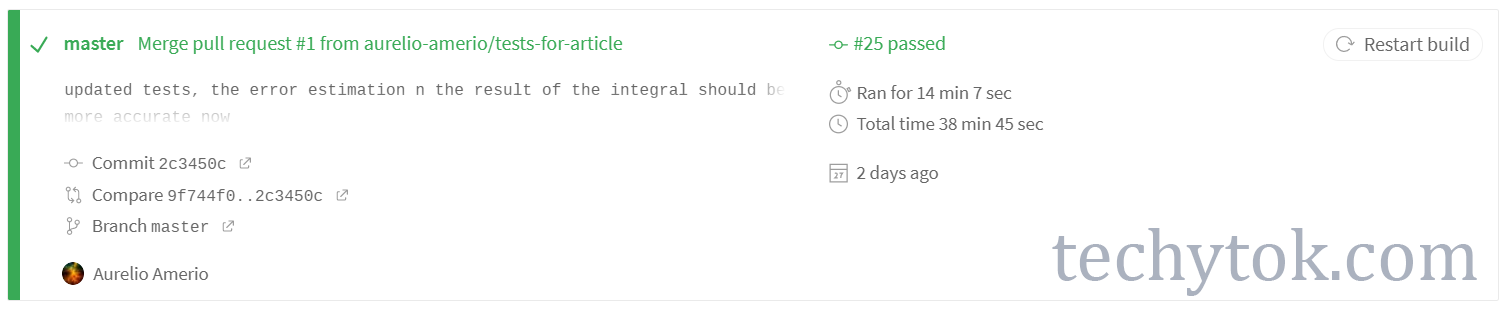 master Merge pull request #1 from aurelio-amerio/tests-for-article
#25 passed
Restart build
updated tests, the error estimation n the result of the integral should be
more accurate now
Ran for 14 min 7 sec
Total time 38 min 45 sec
Commit 2c3450c
Compare 9f744f0..2c3450c
2 days ago
27
Branch master
Aurelio Amerio
techytok.com